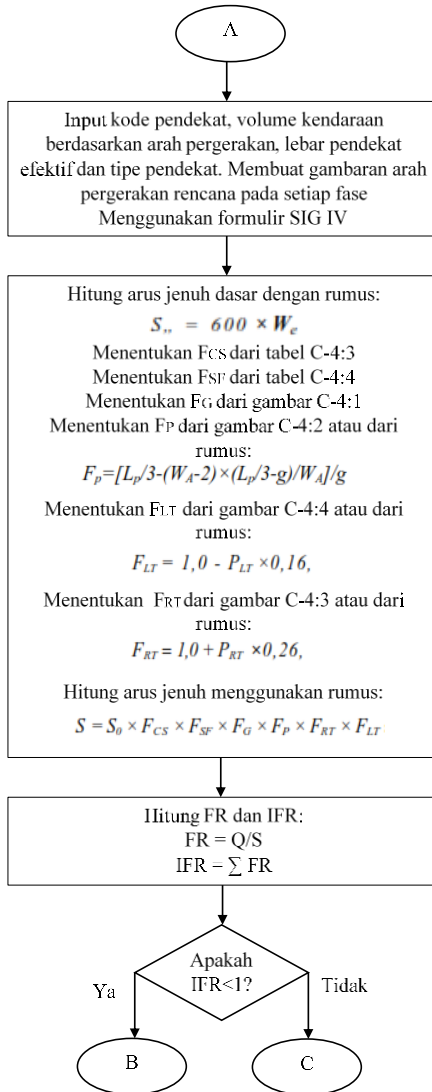 A
Input kode pendekat, volume kendaraan
berdasarkan arah pergerakan, lebar pendekat
efektif dan tipe pendekat. Membuat gambaran arah
pergerakan rencana pada setiap fase
Menggunakan formulir SIG IV
Hitung arus jenuh dasar dengan rumus:
S,, = 600 × We
Menentukan FCS dari tabel C-4:3
Menentukan FSF dari tabel C-4:4
Menentukan FG dari gambar C-4:1
Menentukan FP dari gambar C-4:2 atau dari
rumus:
Fp=[Lp/3-(WA-2)×(Lp/3-g)/WA]/g
Menentukan FLT dari gambar C-4:4 atau dari
rumus:
FLT = 1,0 - PLT ×0,16,
Menentukan FRT dari gambar C-4:3 atau dari
rumus:
FRT = 1,0 + PRT ×0,26,
Hitung arus jenuh menggunakan rumus:
S = S0 × FCS × FSF × FG × FP × FRT × FLT
Hitung FR dan IFR:
FR = Q/S
IFR = ∑ FR
Apakah
IFR<1?
Ya
Tidak
B
C